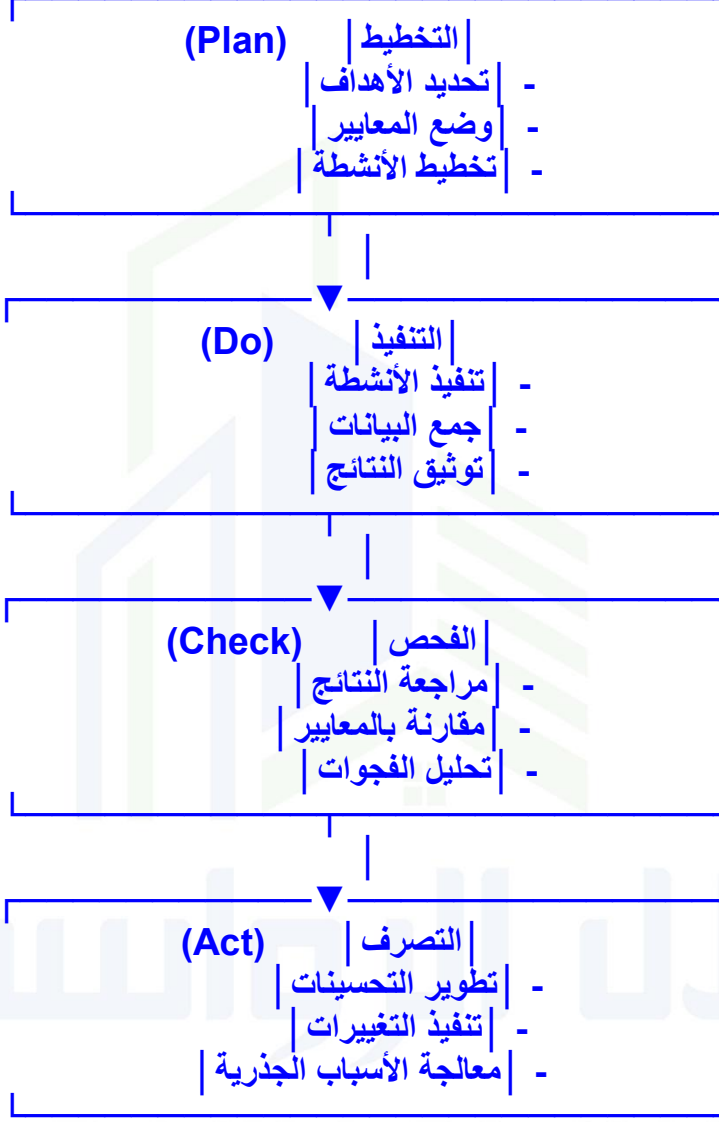 |التخطيط| (Plan)
- |تحديد الأهداف|
- |وضع المعايير|
- |تخطيط الأنشطة|
|التنفيذ| (Do)
- |تنفيذ الأنشطة|
- |جمع البيانات|
- |توثيق النتائج|
|الفحص| (Check)
- |مراجعة النتائج|
- |مقارنة بالمعايير|
- |تحليل الفجوات|
|التصرف| (Act)
- |تطوير التحسينات|
- |تنفيذ التغييرات|
- |معالجة الأسباب الجذرية|